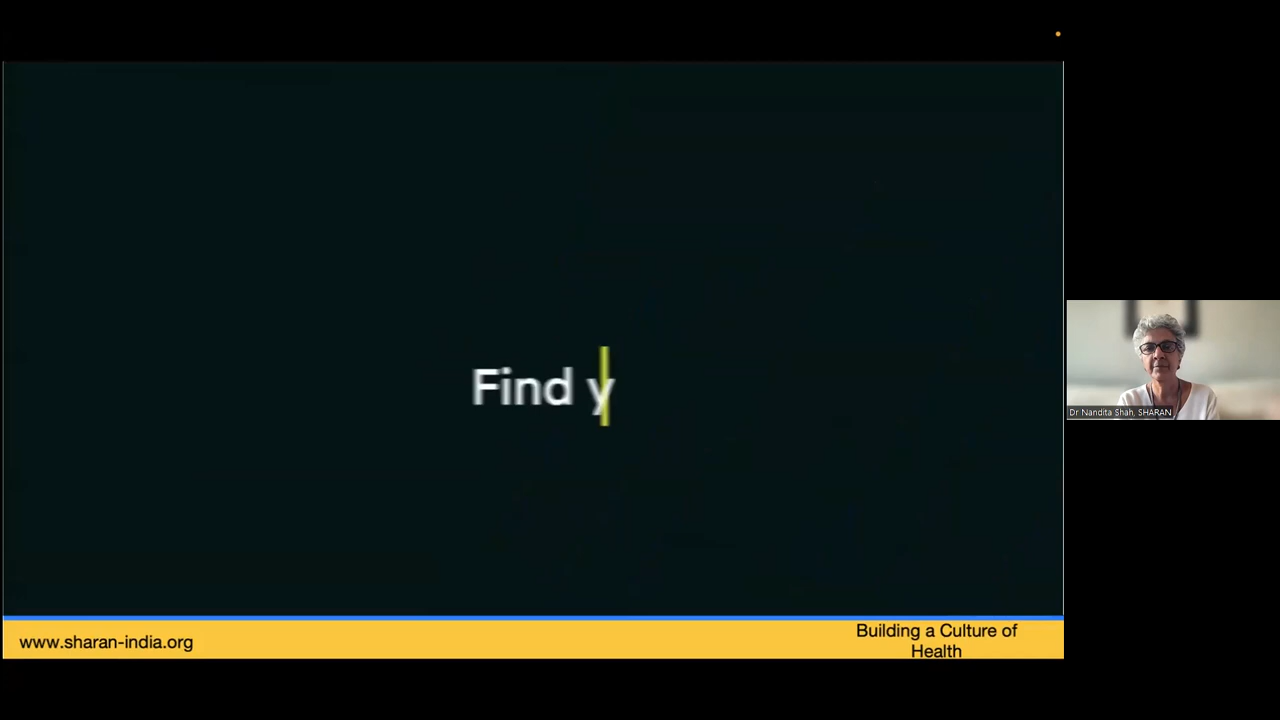 Find y
Dr Nandita Shah, SHARAN
www.sharan-india.org
Building a Culture of
Health